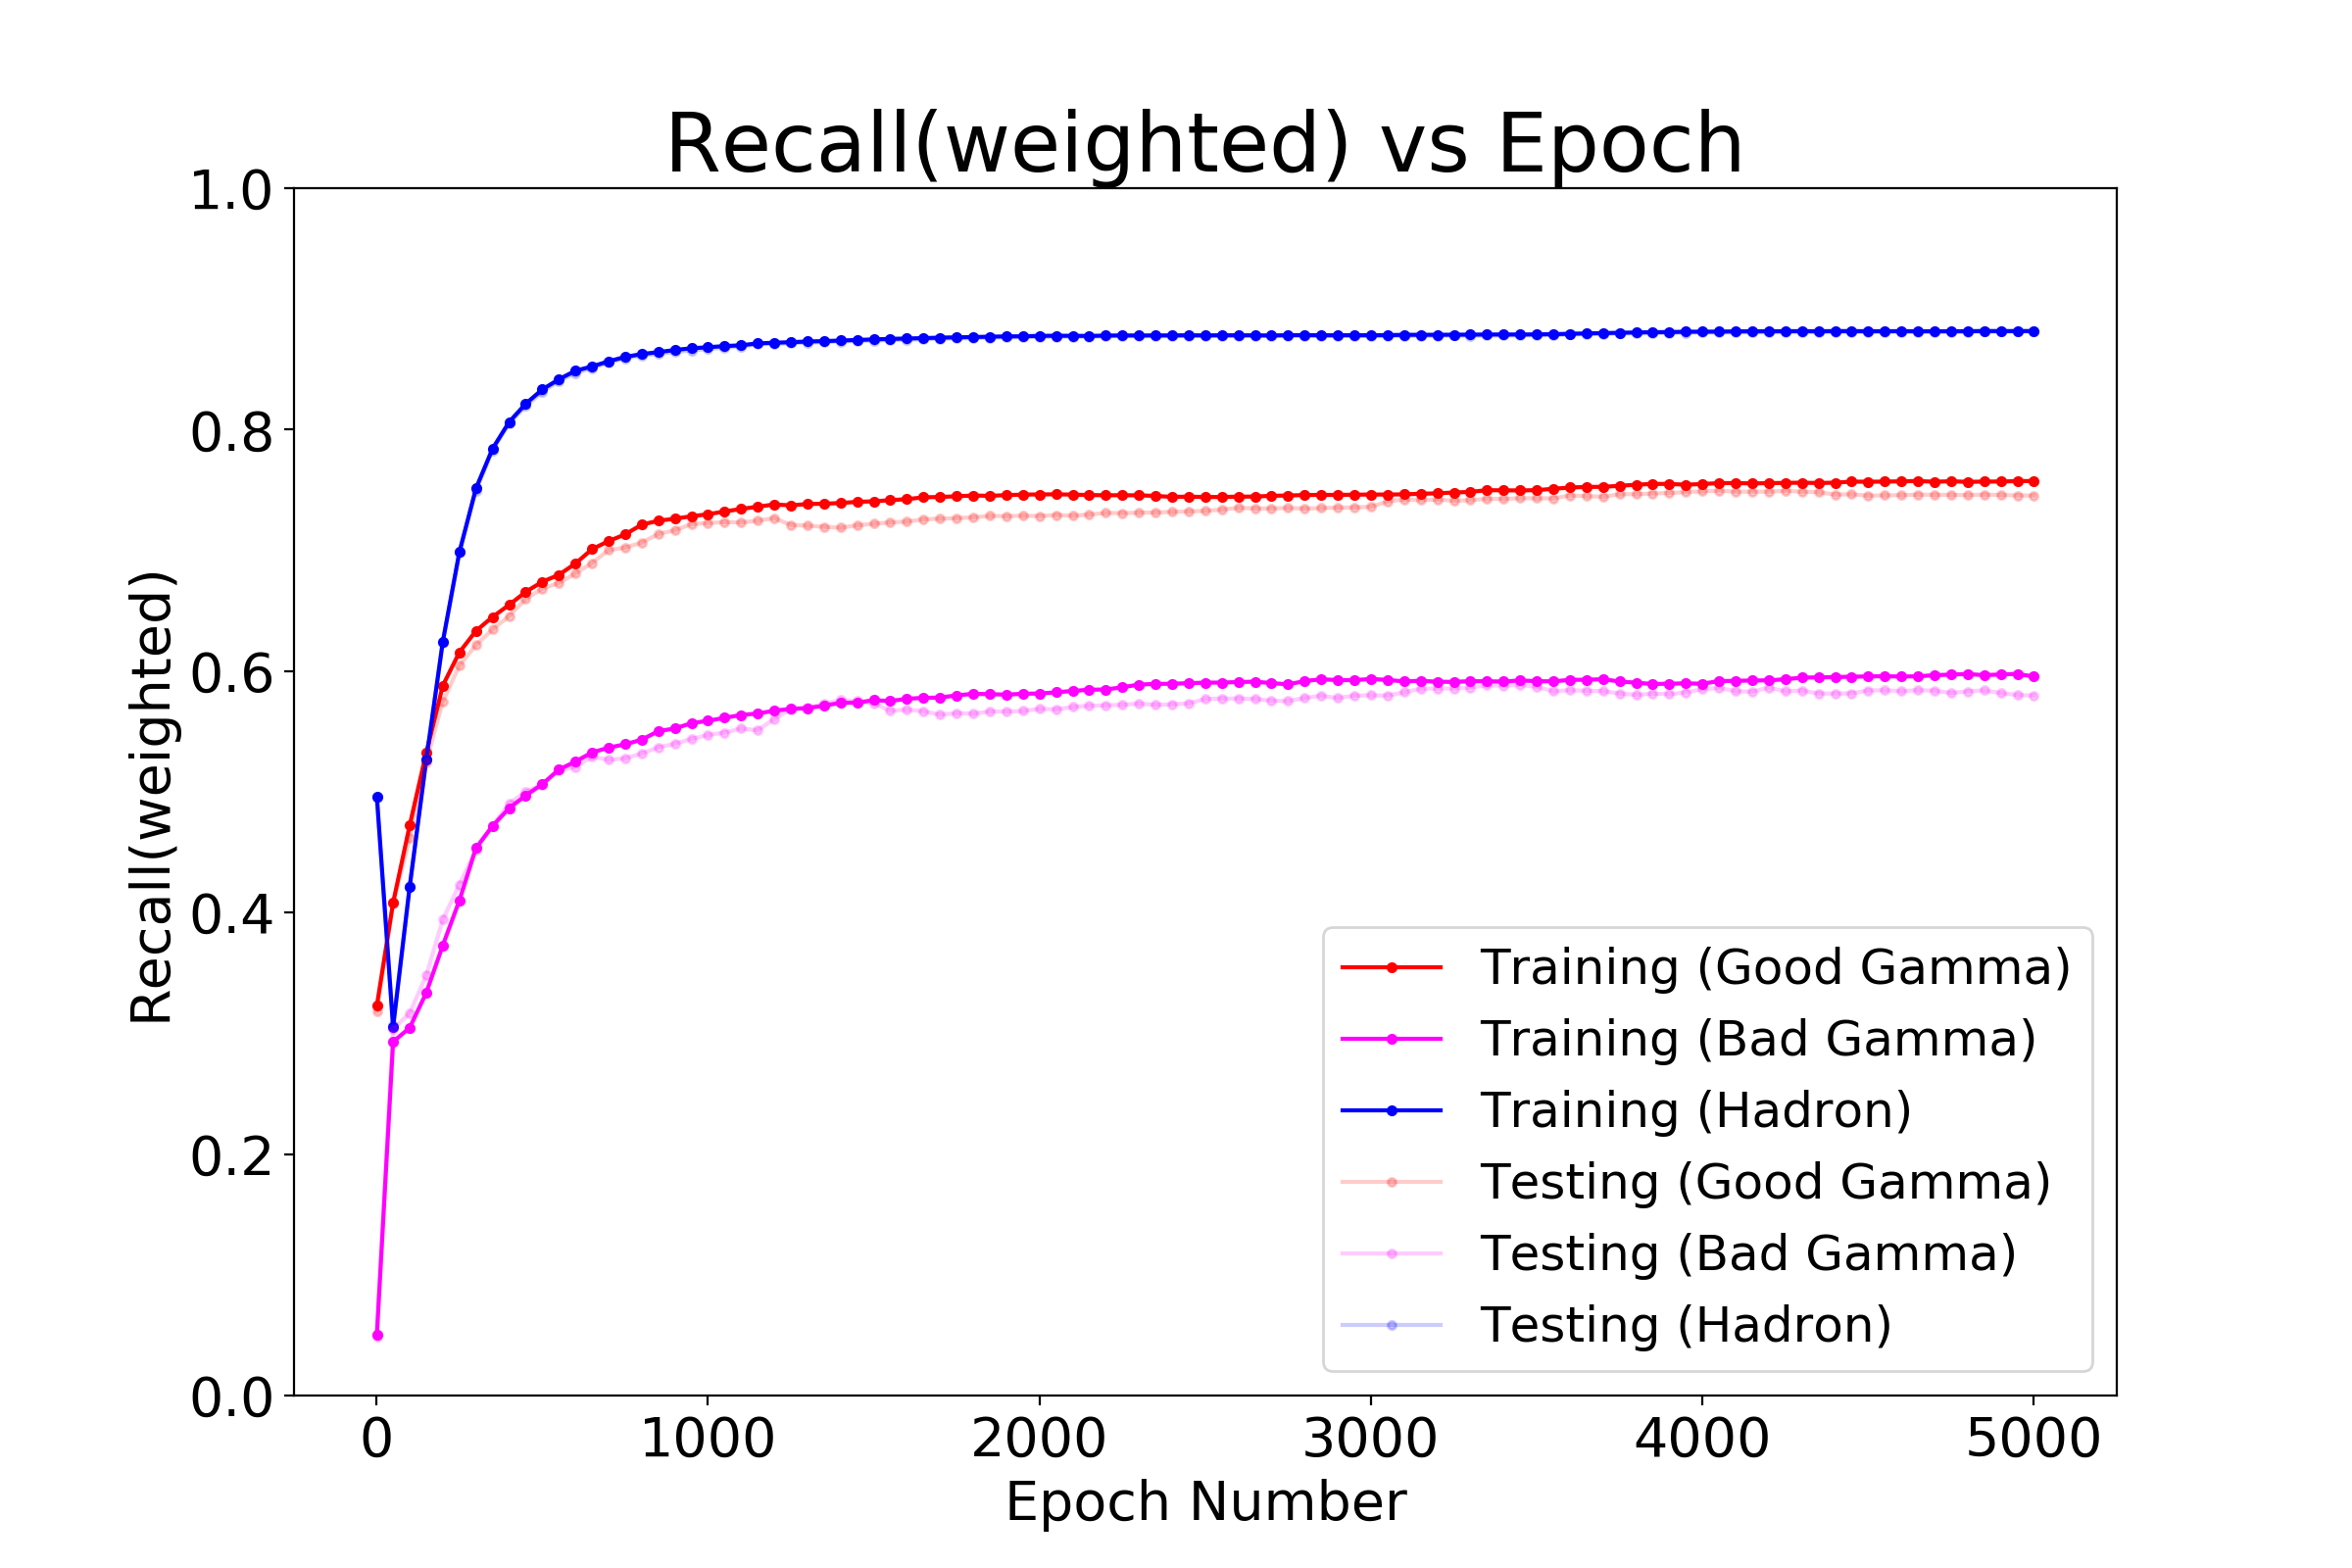 Recall(weighted) vs Epoch
Recall(weighted)
1.0
0.8
0.6
0.4
0.2
0.0
0 1000 2000 3000 4000 5000
Epoch Number
Training (Good Gamma)
Training (Bad Gamma)
Training (Hadron)
Testing (Good Gamma)
Testing (Bad Gamma)
Testing (Hadron)